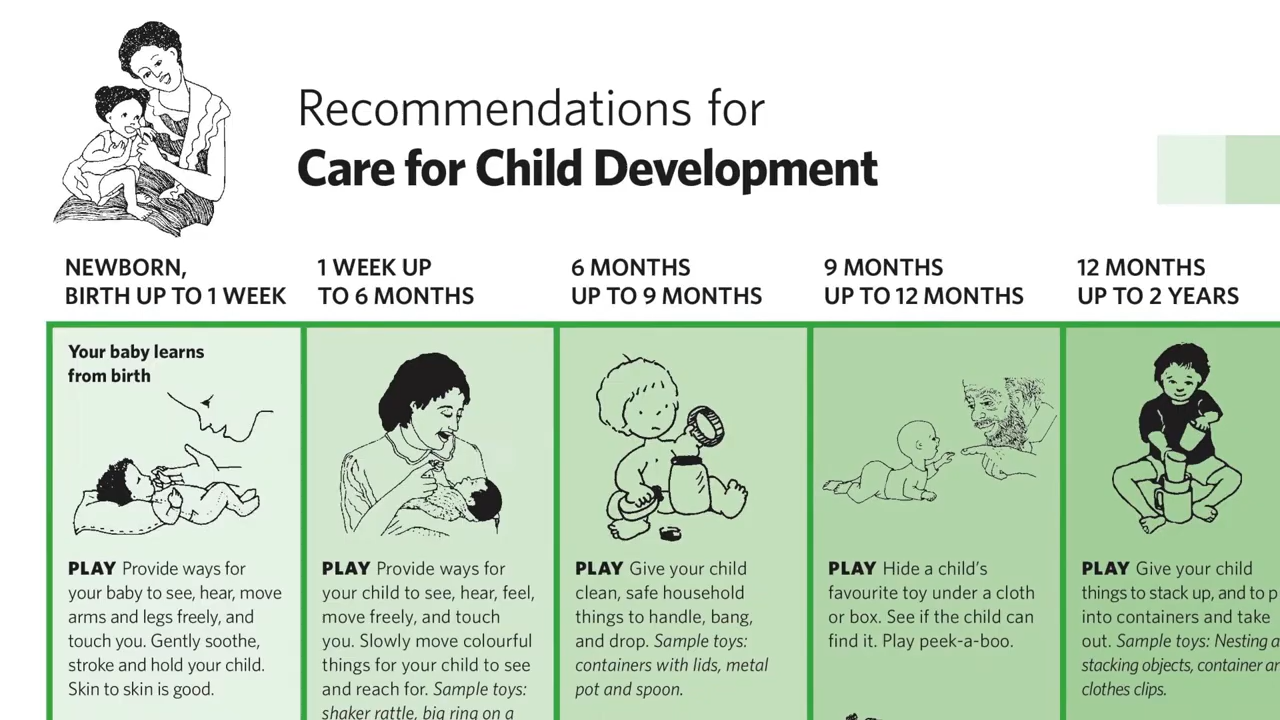 Recommendations for
Care for Child Development
NEWBORN,
BIRTH UP TO 1 WEEK
1 WEEK UP
TO 6 MONTHS
6 MONTHS
UP TO 9 MONTHS
9 MONTHS
UP TO 12 MONTHS
12 MONTHS
UP TO 2 YEARS
Your baby learns
from birth
PLAY Provide ways for
your baby to see, hear, move
arms and legs freely, and
touch you. Gently soothe,
stroke and hold your child.
Skin to skin is good.
PLAY Provide ways for
your child to see, hear, feel,
move freely, and touch
you. Slowly move colourful
things for your child to see
and reach for. Sample toys:
shaker rattle, big ring on a
PLAY Give your child
clean, safe household
things to handle, bang,
and drop. Sample toys:
containers with lids, metal
pot and spoon.
PLAY Hide a child's
favourite toy under a cloth
or box. See if the child can
find it. Play peek-a-boo.
PLAY Give your child
things to stack up, and to
into containers and take
out. Sample toys: Nesting
stacking objects, container
clothes clips.